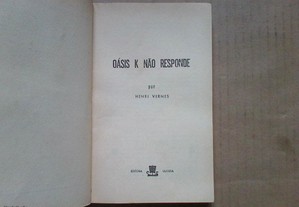 OÁSIS K NÃO RESPONDE
por
HENRI VERNES